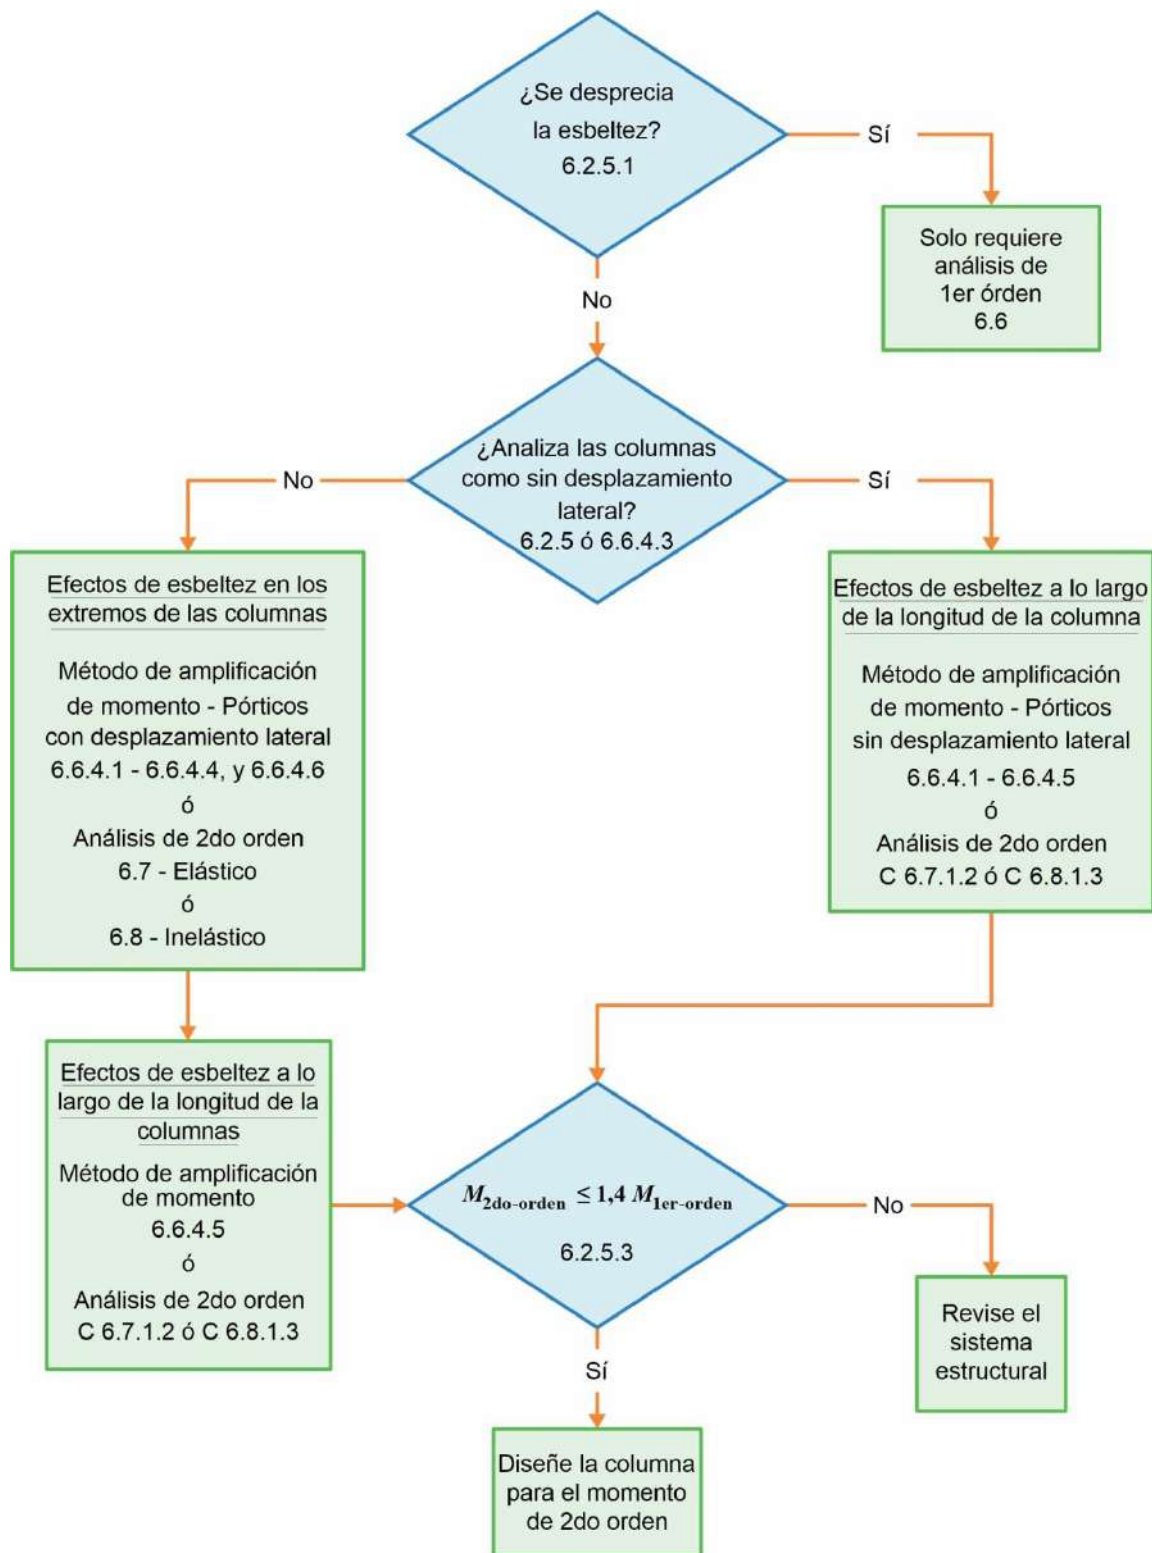 ¿Se desprecia
la esbeltez?
6.2.5.1
Sí
Solo requiere
análisis de
1er órden
6.6
No
¿Analiza las columnas
como sin desplazamiento
lateral?
6.2.5 ó 6.6.4.3
No
Sí
Efectos de esbeltez en los
extremos de las columnas
Método de amplificación
de momento - Pórticos
con desplazamiento lateral
6.6.4.1 - 6.6.4.4, y 6.6.4.6
ó
Análisis de 2do orden
6.7 - Elástico
ó
6.8 - Inelástico
Efectos de esbeltez a lo largo
de la longitud de la columna
Método de amplificación
de momento - Pórticos
sin desplazamiento lateral
6.6.4.1 - 6.6.4.5
ó
Análisis de 2do orden
C 6.7.1.2 ó C 6.8.1.3
Efectos de esbeltez a lo
largo de la longitud de la
columnas
Método de amplificación
de momento
6.6.4.5
ó
Análisis de 2do orden
C 6.7.1.2 ó C 6.8.1.3
M2do-orden ≤ 1,4 M1er-orden
6.2.5.3
No
Revise el
sistema
estructural
Sí
Diseñe la columna
para el momento
de 2do orden